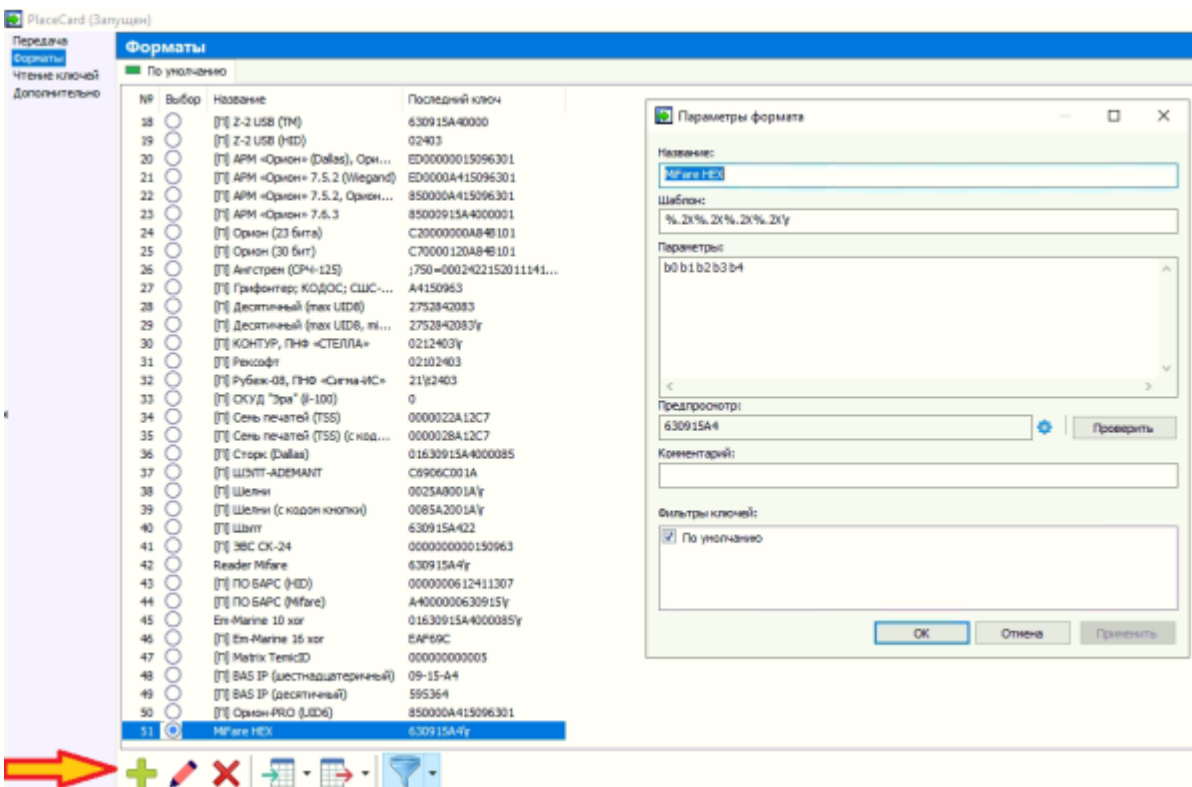 PlaceCard (Запущен)
Передача
Форматы
Чтение ключей
Дополнительно
Форматы
По умолчанию
№ Выбор Название Последний ключ
18 [П] Z-2 USB (TM) 630915A40000
19 [П] Z-2 USB (HID) 02403
20 [П] АРМ «Орион» (Dallas), Ори... ED00000015096301
21 [П] АРМ «Орион» 7.5.2 (Wiegand) ED0000A415096301
22 [П] АРМ «Орион» 7.5.2, Орион... 850000A415096301
23 [П] АРМ «Орион» 7.6.3 85000915A4000001
24 [П] Орион (23 бита) C20000000A84B101
25 [П] Орион (30 бит) C70000120A84B101
26 [П] Ангстрем (СРЧ-125) ;750=0002422152011141...
27 [П] Грифонтер; КОДОС; СШС-... A4150963
28 [П] Десятичный (max UID8) 2752842083
29 [П] Десятичный (max UID8, mi... 2752842083\r
30 [П] КОНТУР, ПНФ «СТЕЛЛА» 0212403\r
31 [П] Рексофт 02102403
32 [П] Рубеж-08, ПНФ «Сигма-ИС» 21\t2403
33 [П] СКУД "Эра" (il-100) 0
34 [П] Семь печатей (TSS) 0000022A12C7
35 [П] Семь печатей (TSS) (с код... 0000028A12C7
36 [П] Сторк (Dallas) 01630915A4000085
37 [П] ШЭЛТ-ADEMANT C6906C001A
38 [П] Шелни 0025A8001A\r
39 [П] Шелни (с кодом кнопки) 0085A2001A\r
40 [П] Шэлт 630915A422
41 [П] ЭВС СК-24 0000000000150963
42 Reader Mifare 630915A4\r
43 [П] ПО БАРС (HID) 0000000612411307
44 [П] ПО БАРС (Mifare) A4000000630915\r
45 Em-Marine 10 xor 01630915A4000085\r
46 [П] Em-Marine 16 xor EAF69C
47 [П] Matrix TemicID 000000000005
48 [П] BAS IP (шестнадцатеричный) 09-15-A4
49 [П] BAS IP (десятичный) 595364
50 [П] Орион-PRO (UID6) 850000A415096301
51 MiFare HEX 630915A4\r
Параметры формата
Название:
MiFare HEX
Шаблон:
%.2X%.2X%.2X%.2X\r
Параметры:
b0 b1 b2 b3 b4
Предпросмотр:
630915A4
Проверить
Комментарий:
Фильтры ключей:
По умолчанию
OK Отмена Применить